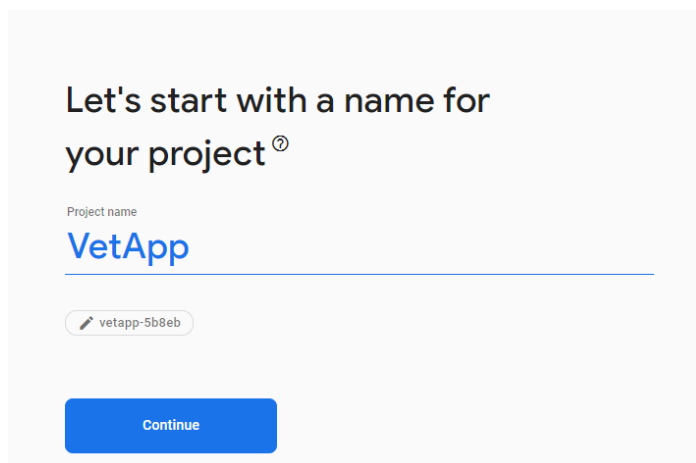 Let's start with a name for
your project
Project name
VetApp
vetapp-5b8eb
Continue